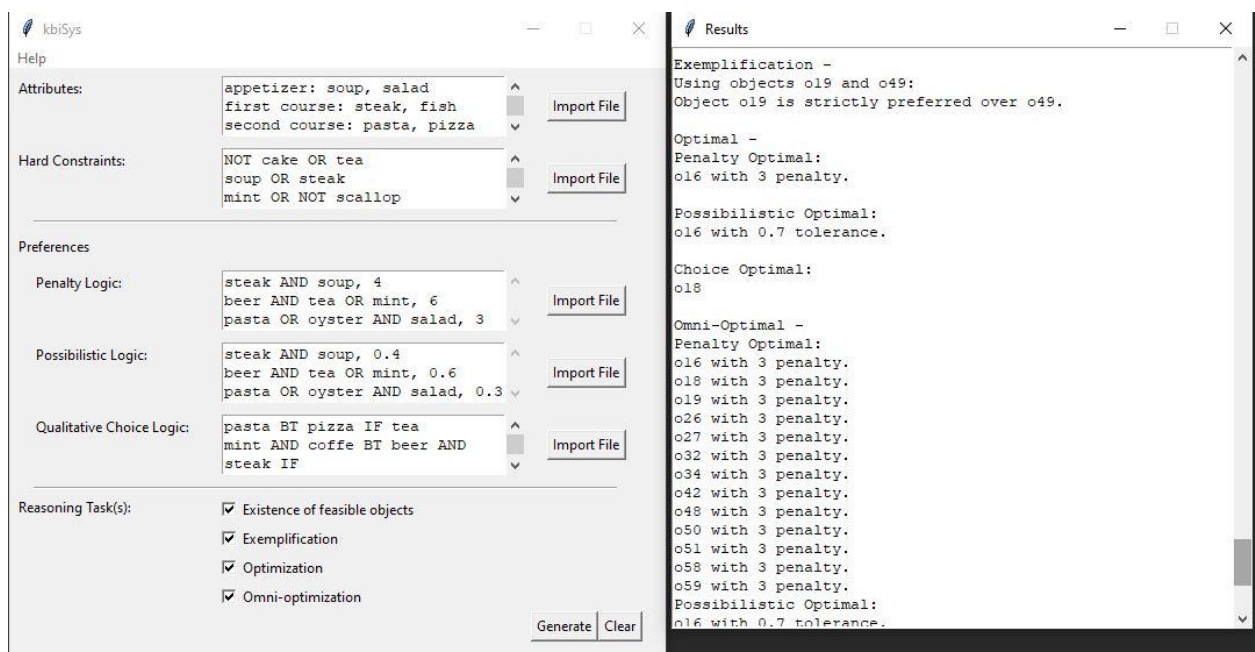 kbiSys
Help
Attributes:
appetizer: soup, salad
first course: steak, fish
second course: pasta, pizza
Import File
Hard Constraints:
NOT cake OR tea
soup OR steak
mint OR NOT scallop
Import File
Preferences
Penalty Logic:
steak AND soup, 4
beer AND tea OR mint, 6
pasta OR oyster AND salad, 3
Import File
Possibilistic Logic:
steak AND soup, 0.4
beer AND tea OR mint, 0.6
pasta OR oyster AND salad, 0.3
Import File
Qualitative Choice Logic:
pasta BT pizza IF tea
mint AND coffe BT beer AND
steak IF
Import File
Reasoning Task(s):
Existence of feasible objects
Exemplification
Optimization
Omni-optimization
Generate Clear
Results
Exemplification -
Using objects o19 and o49:
Object o19 is strictly preferred over o49.
Optimal -
Penalty Optimal:
o16 with 3 penalty.
Possibilistic Optimal:
o16 with 0.7 tolerance.
Choice Optimal:
o18
Omni-Optimal -
Penalty Optimal:
o16 with 3 penalty.
o18 with 3 penalty.
o19 with 3 penalty.
o26 with 3 penalty.
o27 with 3 penalty.
o32 with 3 penalty.
o34 with 3 penalty.
o42 with 3 penalty.
o48 with 3 penalty.
o50 with 3 penalty.
o51 with 3 penalty.
o58 with 3 penalty.
o59 with 3 penalty.
Possibilistic Optimal:
o16 with 0.7 tolerance.